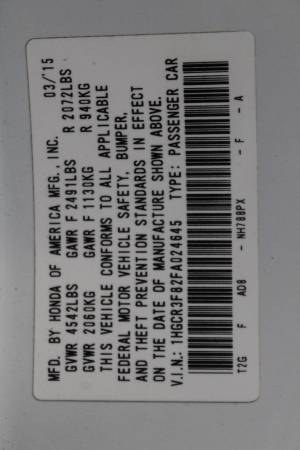 MFD. BY HONDA OF AMERICA MFG., INC. 03/'15
GVWR 4542LBS GAWR F 2491LBS R 2072LBS
GVWR 2060KG GAWR F 1130KG R 940KG
THIS VEHICLE CONFORMS TO ALL APPLICABLE
FEDERAL MOTOR VEHICLE SAFETY, BUMPER,
AND THEFT PREVENTION STANDARDS IN EFFECT
ON THE DATE OF MANUFACTURE SHOWN ABOVE.
V.I.N.: 1HGCR3F82FA024645 TYPE: PASSENGER CAR
T2G F AD8 - NH788PX - F - A